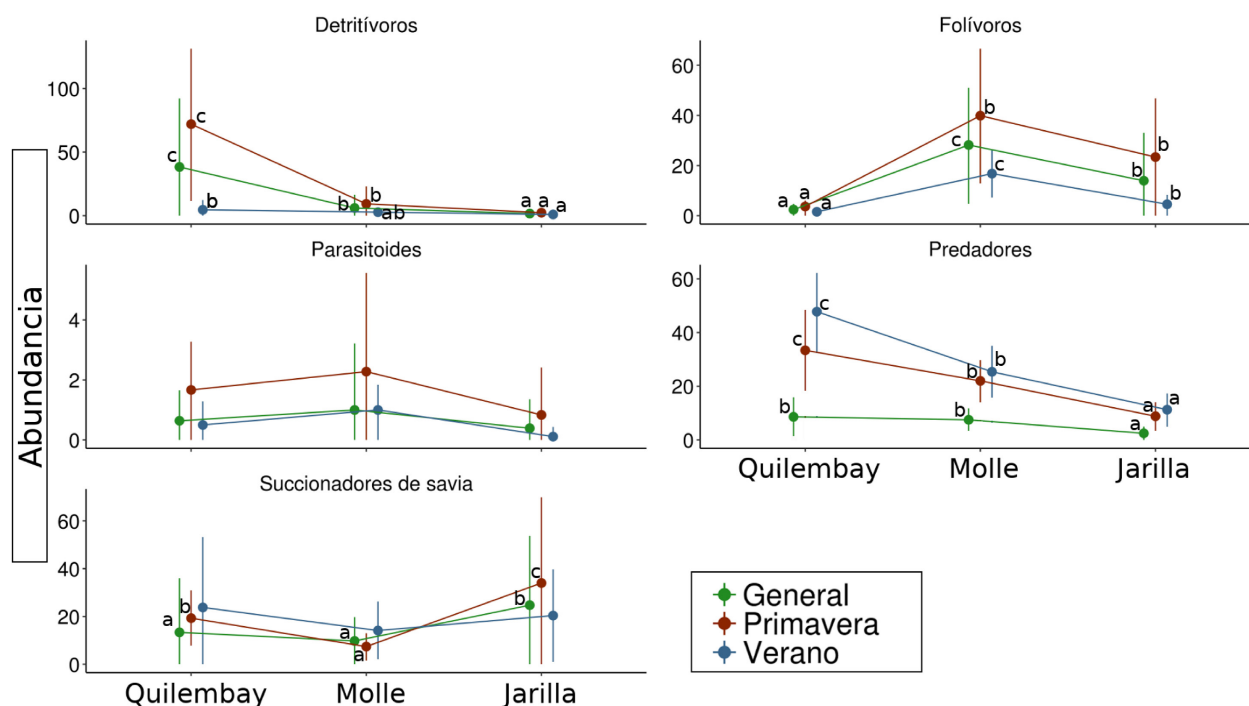 Detritívoros
100
50
0
c
c
b
b
b
ab
a a a
Folívoros
60
40
20
0
a
a
a
c
b
c
b
b
b
Abundancia
Parasitoides
4
2
0
Predadores
60
40
20
0
b
c
c
b
b
b
a
a
a
Quilembay Molle Jarilla
Succionadores de savia
60
40
20
0
a
b
a
a
b
c
Quilembay Molle Jarilla
General
Primavera
Verano